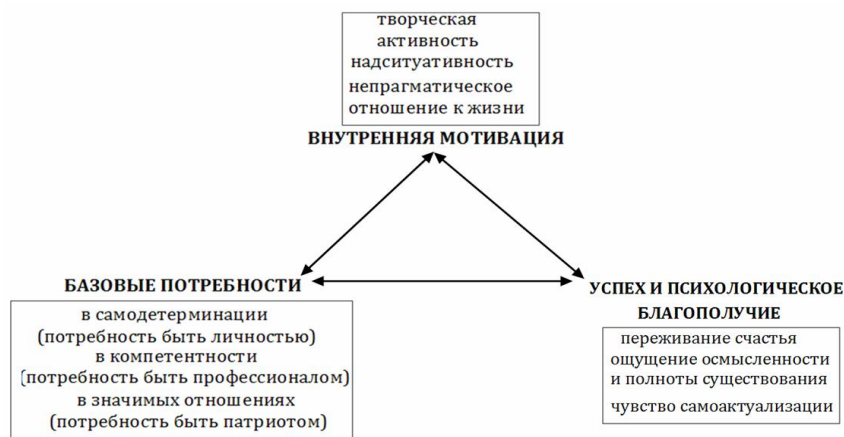 творческая
активность
надситуативность
непрагматическое
отношение к жизни
ВНУТРЕННЯЯ МОТИВАЦИЯ
БАЗОВЫЕ ПОТРЕБНОСТИ
в самодетерминации
(потребность быть личностью)
в компетентности
(потребность быть профессионалом)
в значимых отношениях
(потребность быть патриотом)
УСПЕХ И ПСИХОЛОГИЧЕСКОЕ
БЛАГОПОЛУЧИЕ
переживание счастья
ощущение осмысленности
и полноты существования
чувство самоактуализации